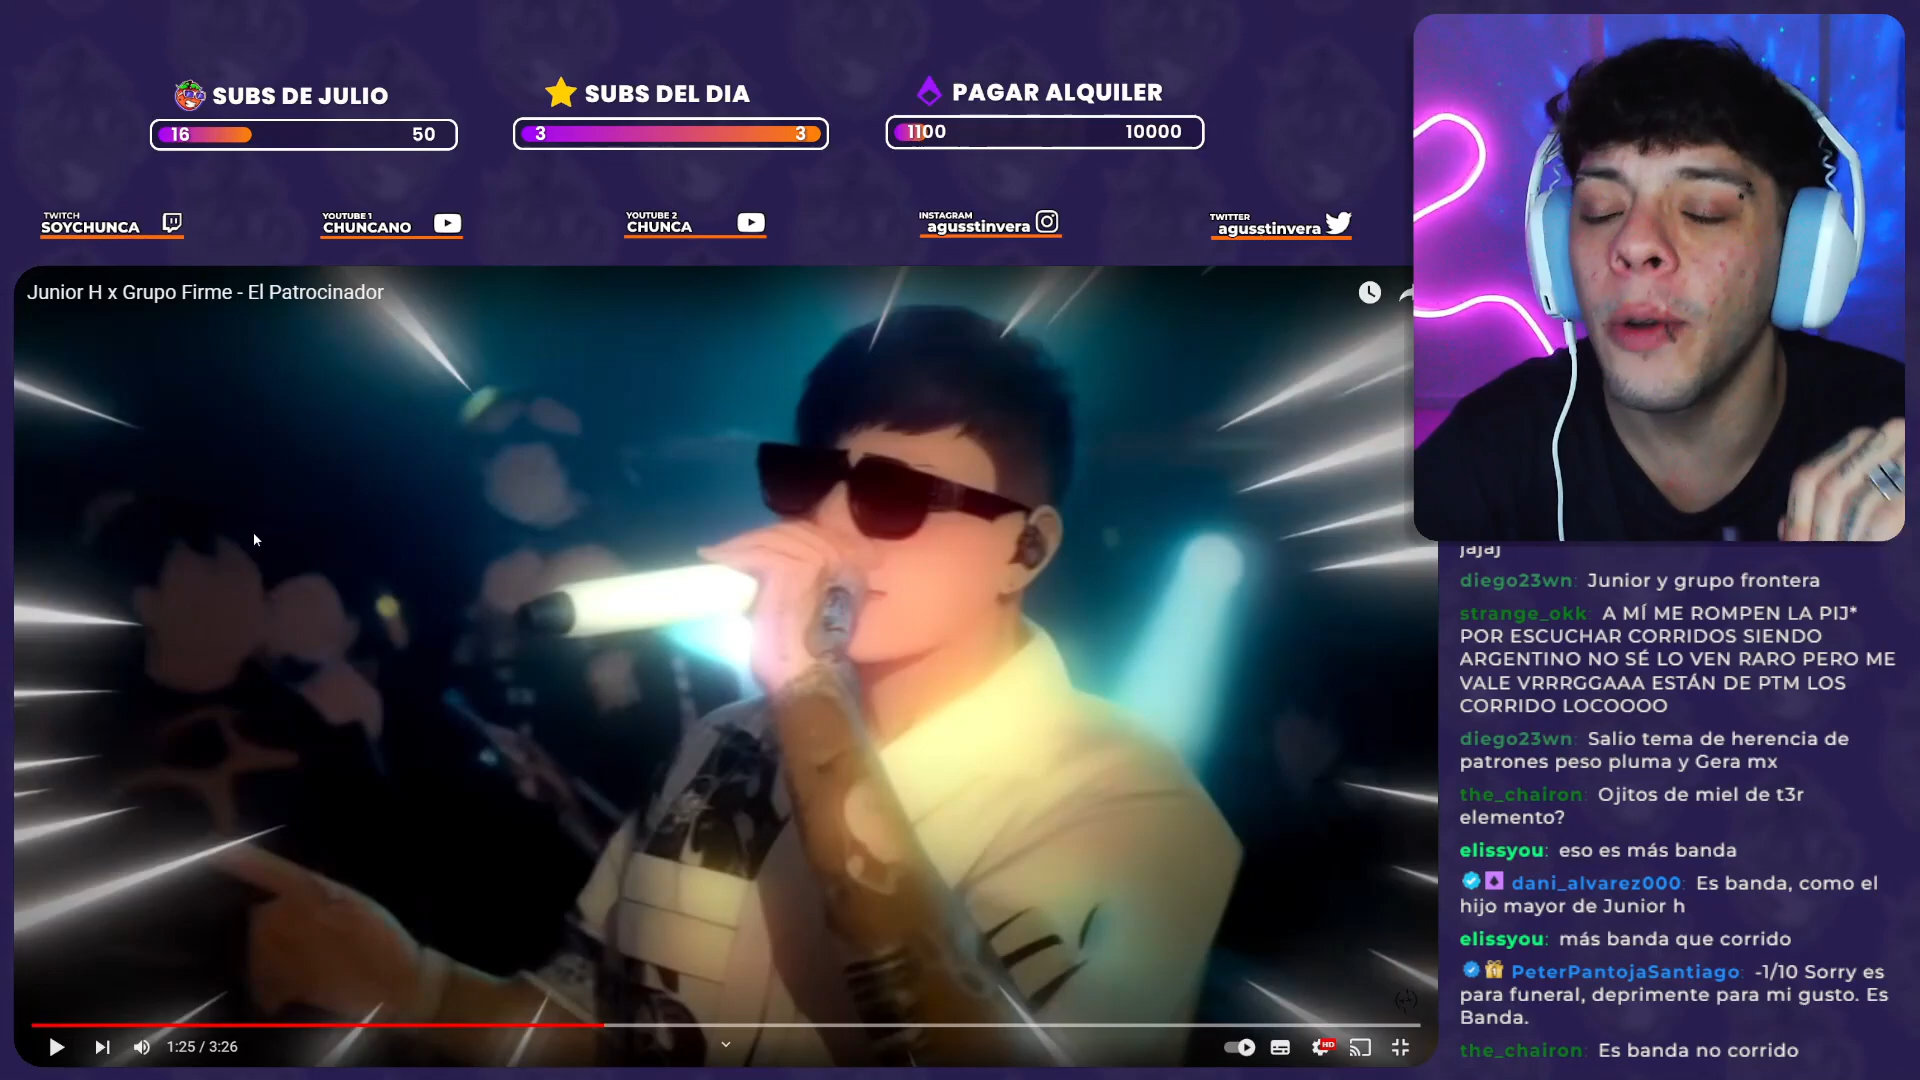 SUBS DE JULIO
16 50
SUBS DEL DIA
3 3
PAGAR ALQUILER
1100 10000
TWITCH
SOYCHUNCA
YOUTUBE 1
CHUNCANO
YOUTUBE 2
CHUNCA
INSTAGRAM
agusstinvera
TWITTER
agusstinvera
Junior H x Grupo Firme - El Patrocinador
jajaj
diego23wn: Junior y grupo frontera
strange_okk: A MÍ ME ROMPEN LA PIJ*
POR ESCUCHAR CORRIDOS SIENDO
ARGENTINO NO SÉ LO VEN RARO PERO ME
VALE VRRRGGAAA ESTÁN DE PTM LOS
CORRIDO LOCOOOO
diego23wn: Salio tema de herencia de
patrones peso pluma y Gera mx
the_chairon: Ojitos de miel de t3r
elemento?
elissyou: eso es más banda
dani_alvarez000: Es banda, como el
hijo mayor de Junior h
elissyou: más banda que corrido
PeterPantojaSantiago: -1/10 Sorry es
para funeral, deprimente para mi gusto. Es
Banda.
the_chairon: Es banda no corrido
1:25 / 3:26
HD